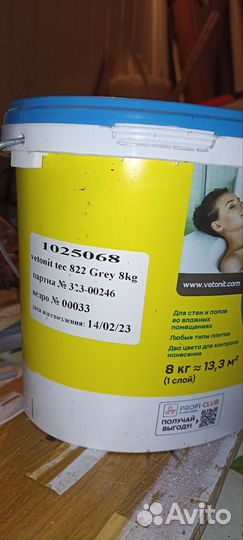 1025068
vetonit tec 822 Grey 8kg
партия № 323-00246
ведро № 00033
дата изготовления: 14/02/23
www.vetonit.com
Для стен и полов
во влажных
помещениях
Любые типы плитки
Два цвета для контроля
нанесения
8 кг ≈ 13,3 м²
(1 слой)
PROFI CLUB
ПОЛУЧАЙ
ВЫГОДУ!
Avito